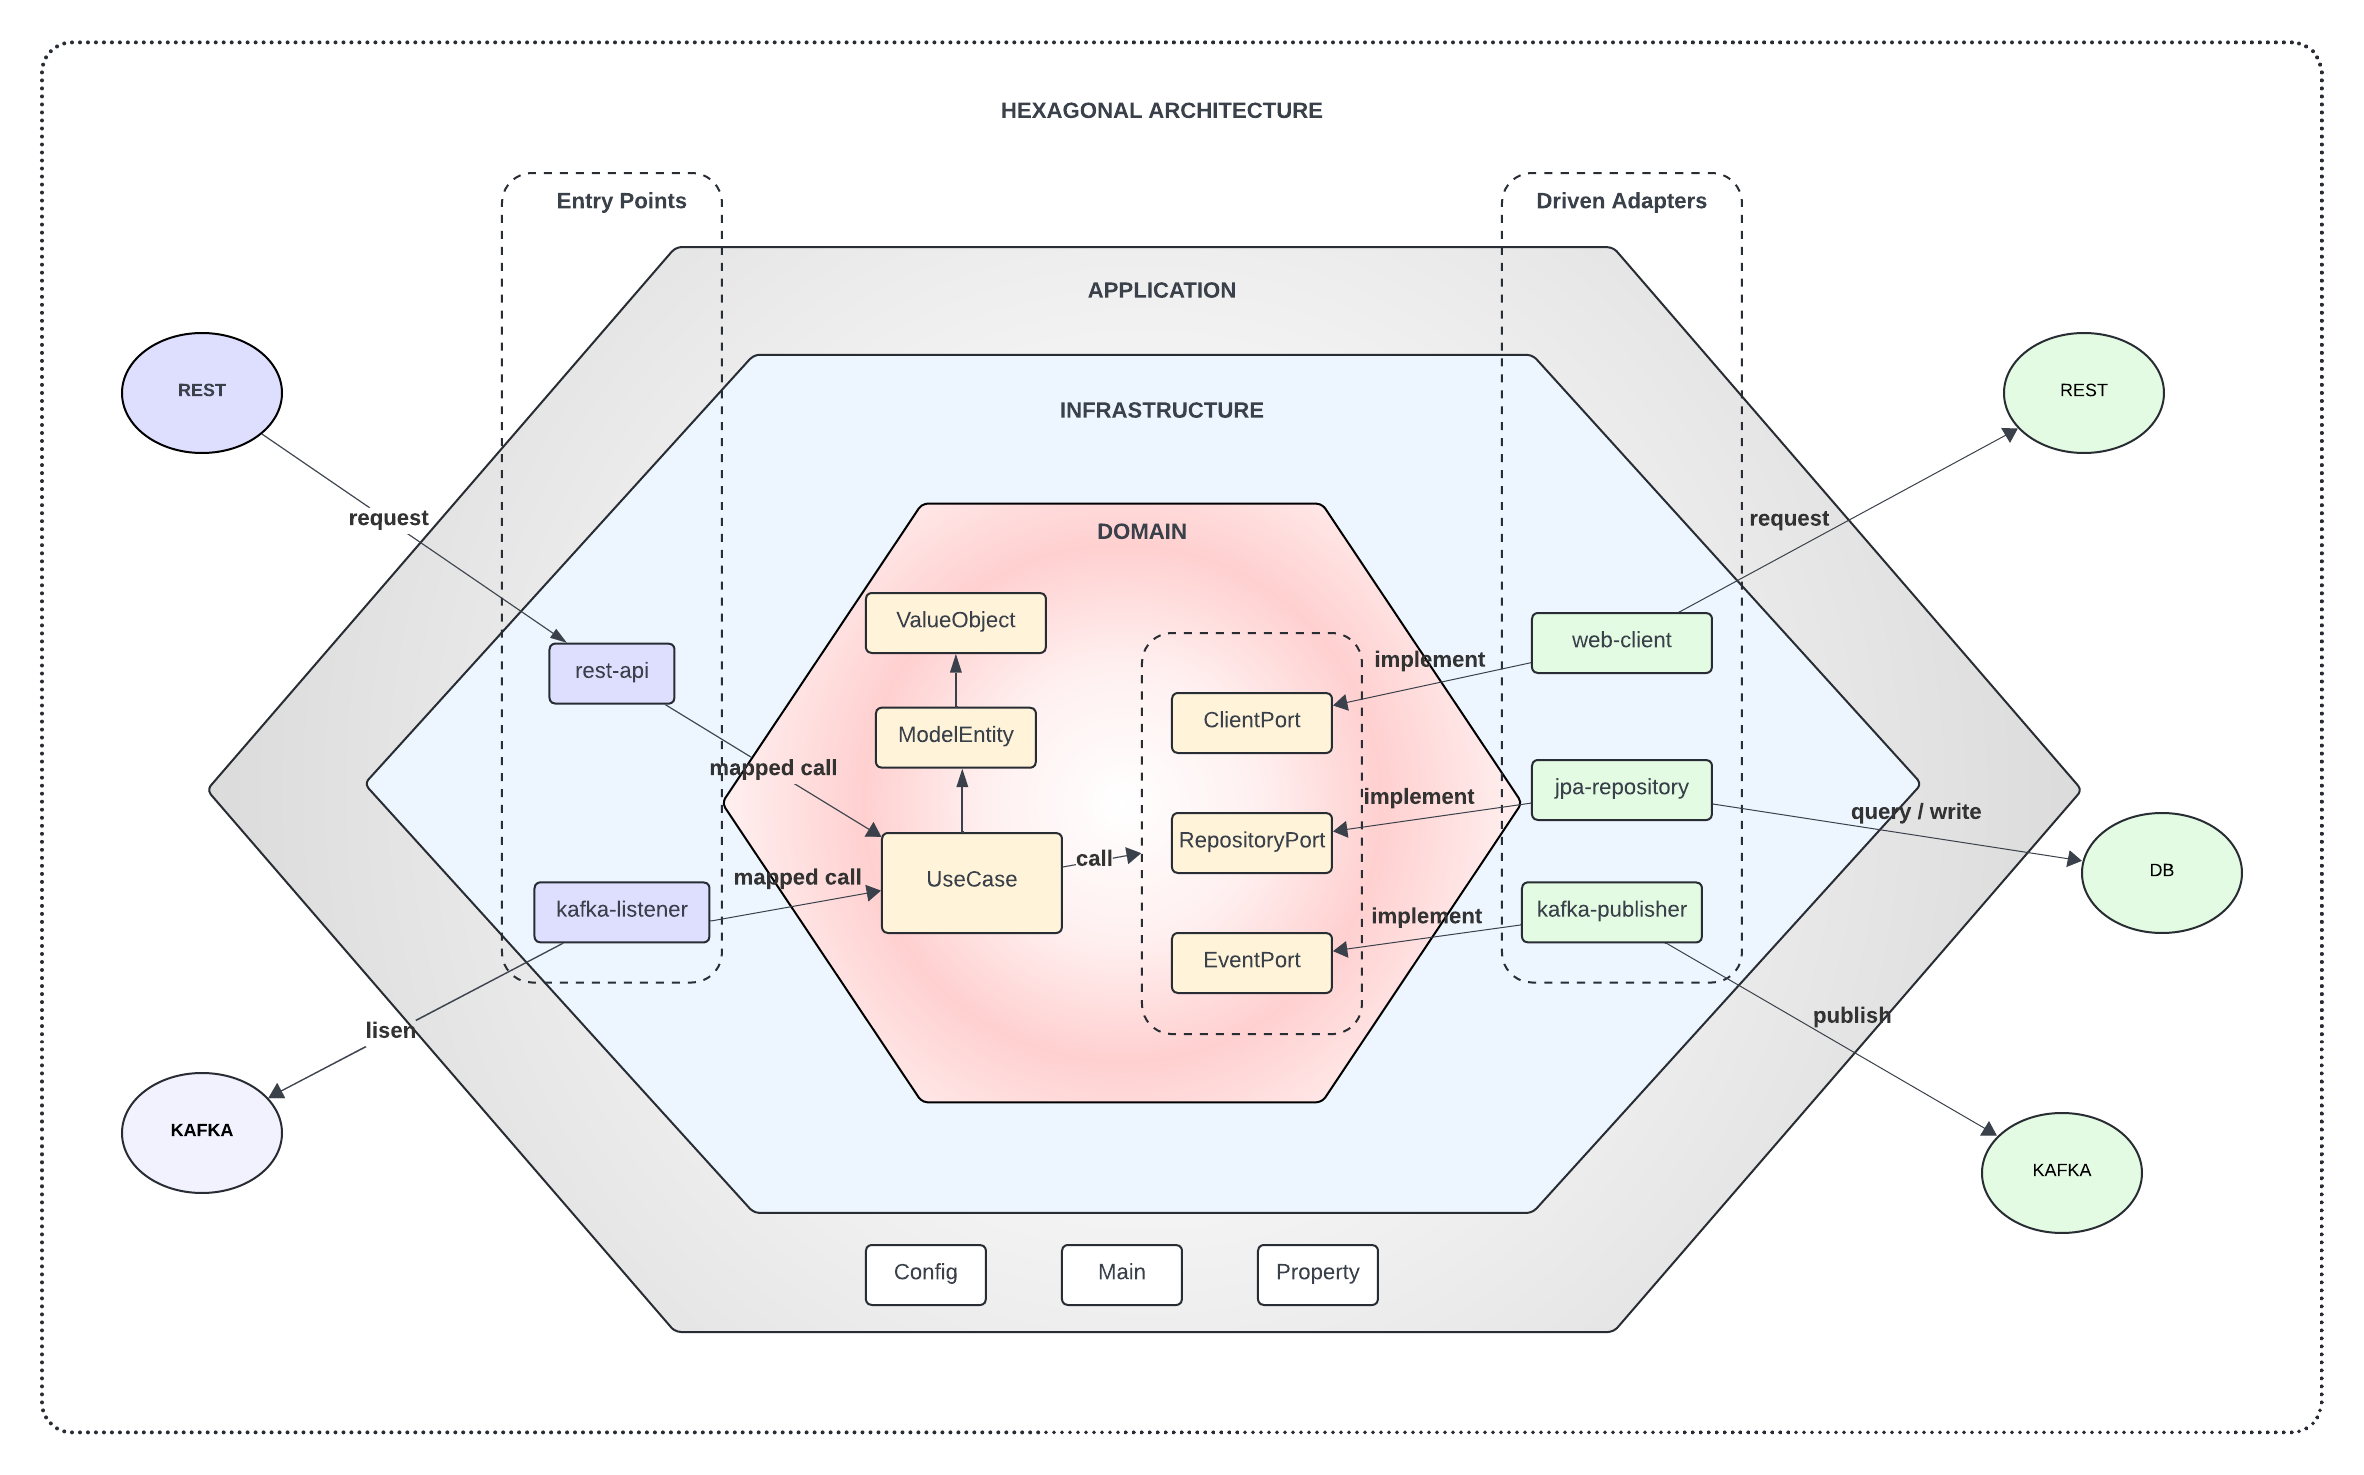 HEXAGONAL ARCHITECTURE
Entry Points
Driven Adapters
APPLICATION
INFRASTRUCTURE
DOMAIN
REST
REST
request
request
ValueObject
web-client
implement
rest-api
ClientPort
ModelEntity
mapped call
jpa-repository
implement
query / write
RepositoryPort
call
UseCase
mapped call
DB
kafka-listener
kafka-publisher
implement
EventPort
publish
lisen
KAFKA
KAFKA
Config
Main
Property